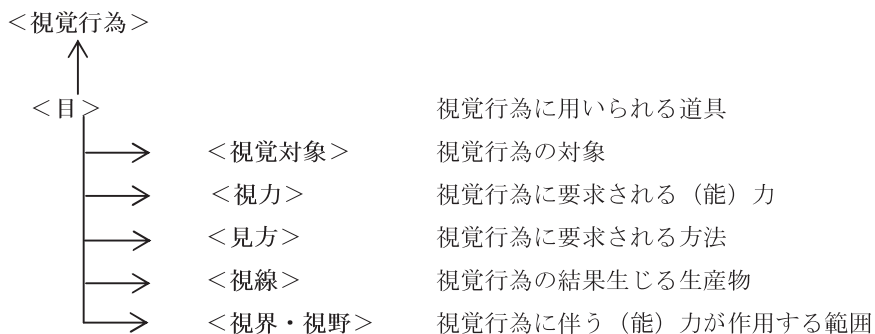 ＜視覚行為＞
＜目＞ 視覚行為に用いられる道具
＜視覚対象＞ 視覚行為の対象
＜視力＞ 視覚行為に要求される（能）力
＜見方＞ 視覚行為に要求される方法
＜視線＞ 視覚行為の結果生じる生産物
＜視界・視野＞ 視覚行為に伴う（能）力が作用する範囲